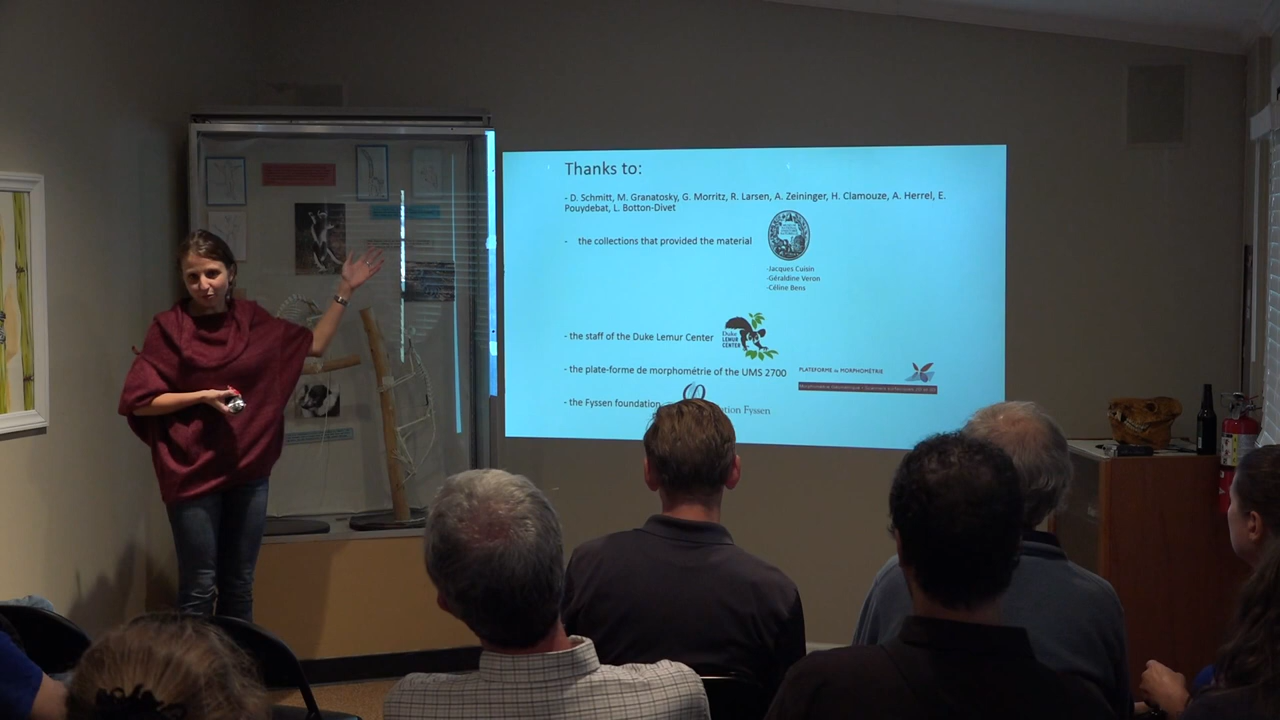 Thanks to:
- D. Schmitt, M. Granatosky, G. Morritz, R. Larsen, A. Zeininger, H. Clamouze, A. Herrel, E.
Pouydebat, L. Botton-Divet
- the collections that provided the material
-Jacques Cuisin
-Géraldine Veron
-Céline Bens
- the staff of the Duke Lemur Center
Duke
LEMUR
CENTER
- the plate-forme de morphométrie of the UMS 2700
PLATEFORME DE MORPHOMÉTRIE
- the Fyssen foundation
tion Fyssen